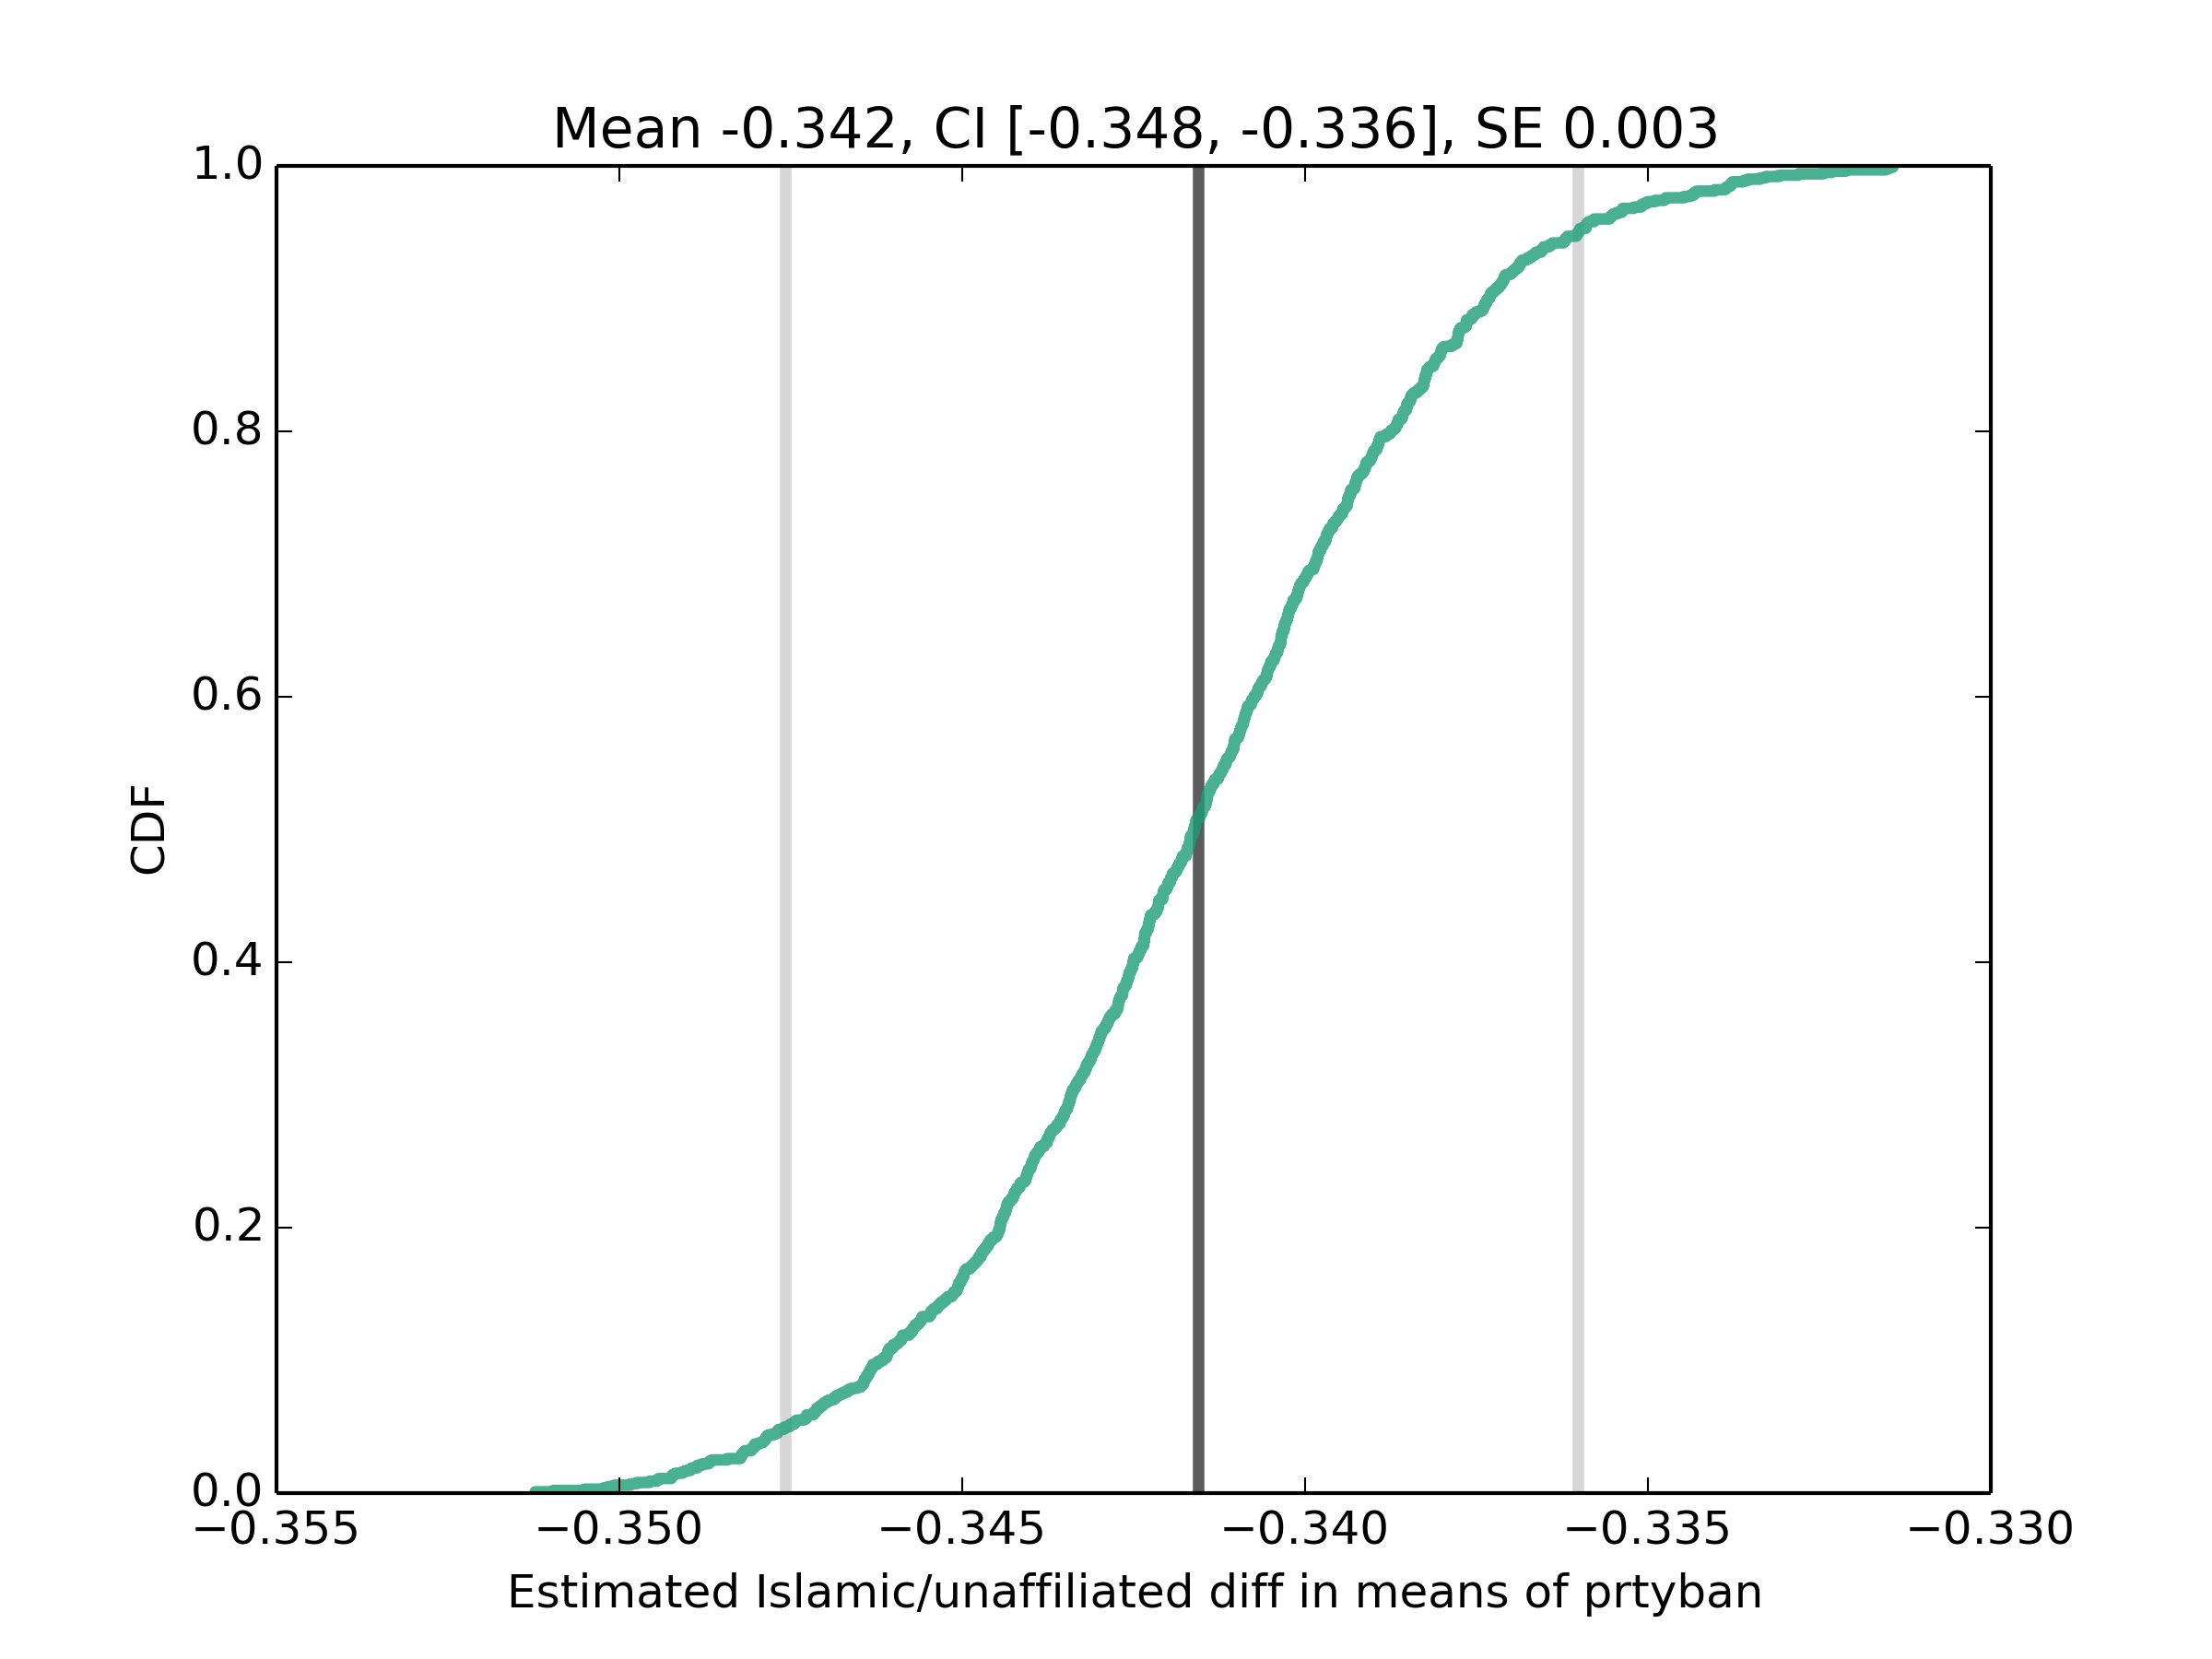 Mean -0.342, CI [-0.348, -0.336], SE 0.003
1.0
0.8
0.6
0.4
0.2
0.0
CDF
−0.355 −0.350 −0.345 −0.340 −0.335 −0.330
Estimated Islamic/unaffiliated diff in means of prtyban